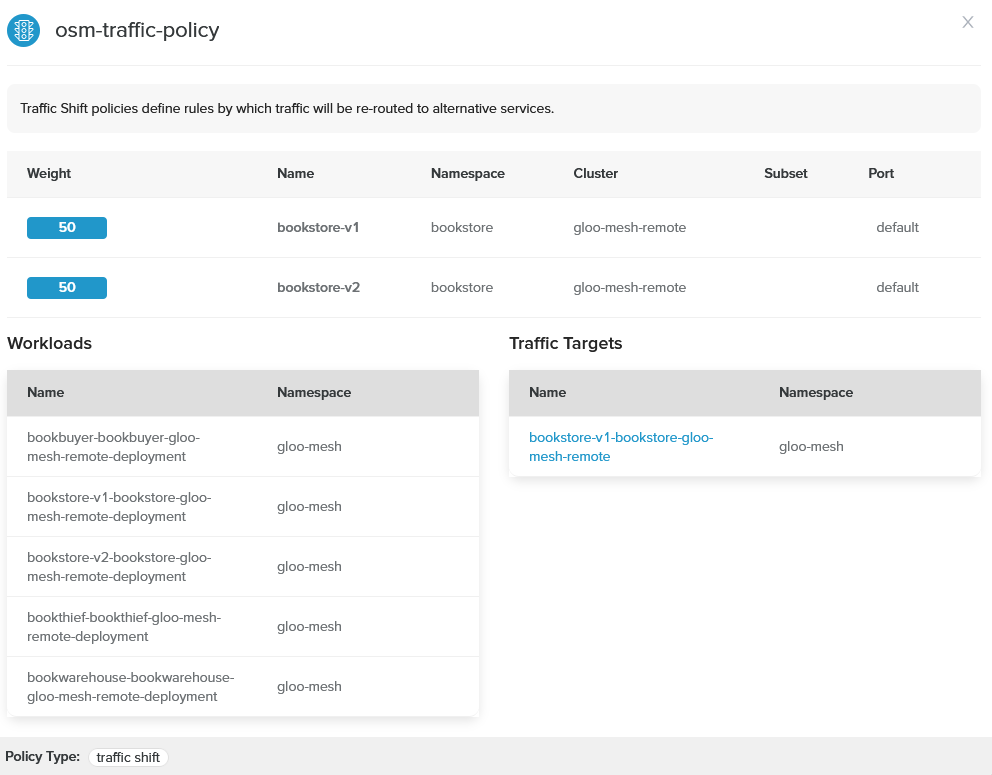 osm-traffic-policy
X
Traffic Shift policies define rules by which traffic will be re-routed to alternative services.
Weight Name Namespace Cluster Subset Port
50 bookstore-v1 bookstore gloo-mesh-remote default
50 bookstore-v2 bookstore gloo-mesh-remote default
Workloads
Name Namespace
bookbuyer-bookbuyer-gloo-
mesh-remote-deployment gloo-mesh
bookstore-v1-bookstore-gloo-
mesh-remote-deployment gloo-mesh
bookstore-v2-bookstore-gloo-
mesh-remote-deployment gloo-mesh
bookthief-bookthief-gloo-mesh-
remote-deployment gloo-mesh
bookwarehouse-bookwarehouse-
gloo-mesh-remote-deployment gloo-mesh
Traffic Targets
Name Namespace
bookstore-v1-bookstore-gloo-
mesh-remote gloo-mesh
Policy Type: traffic shift